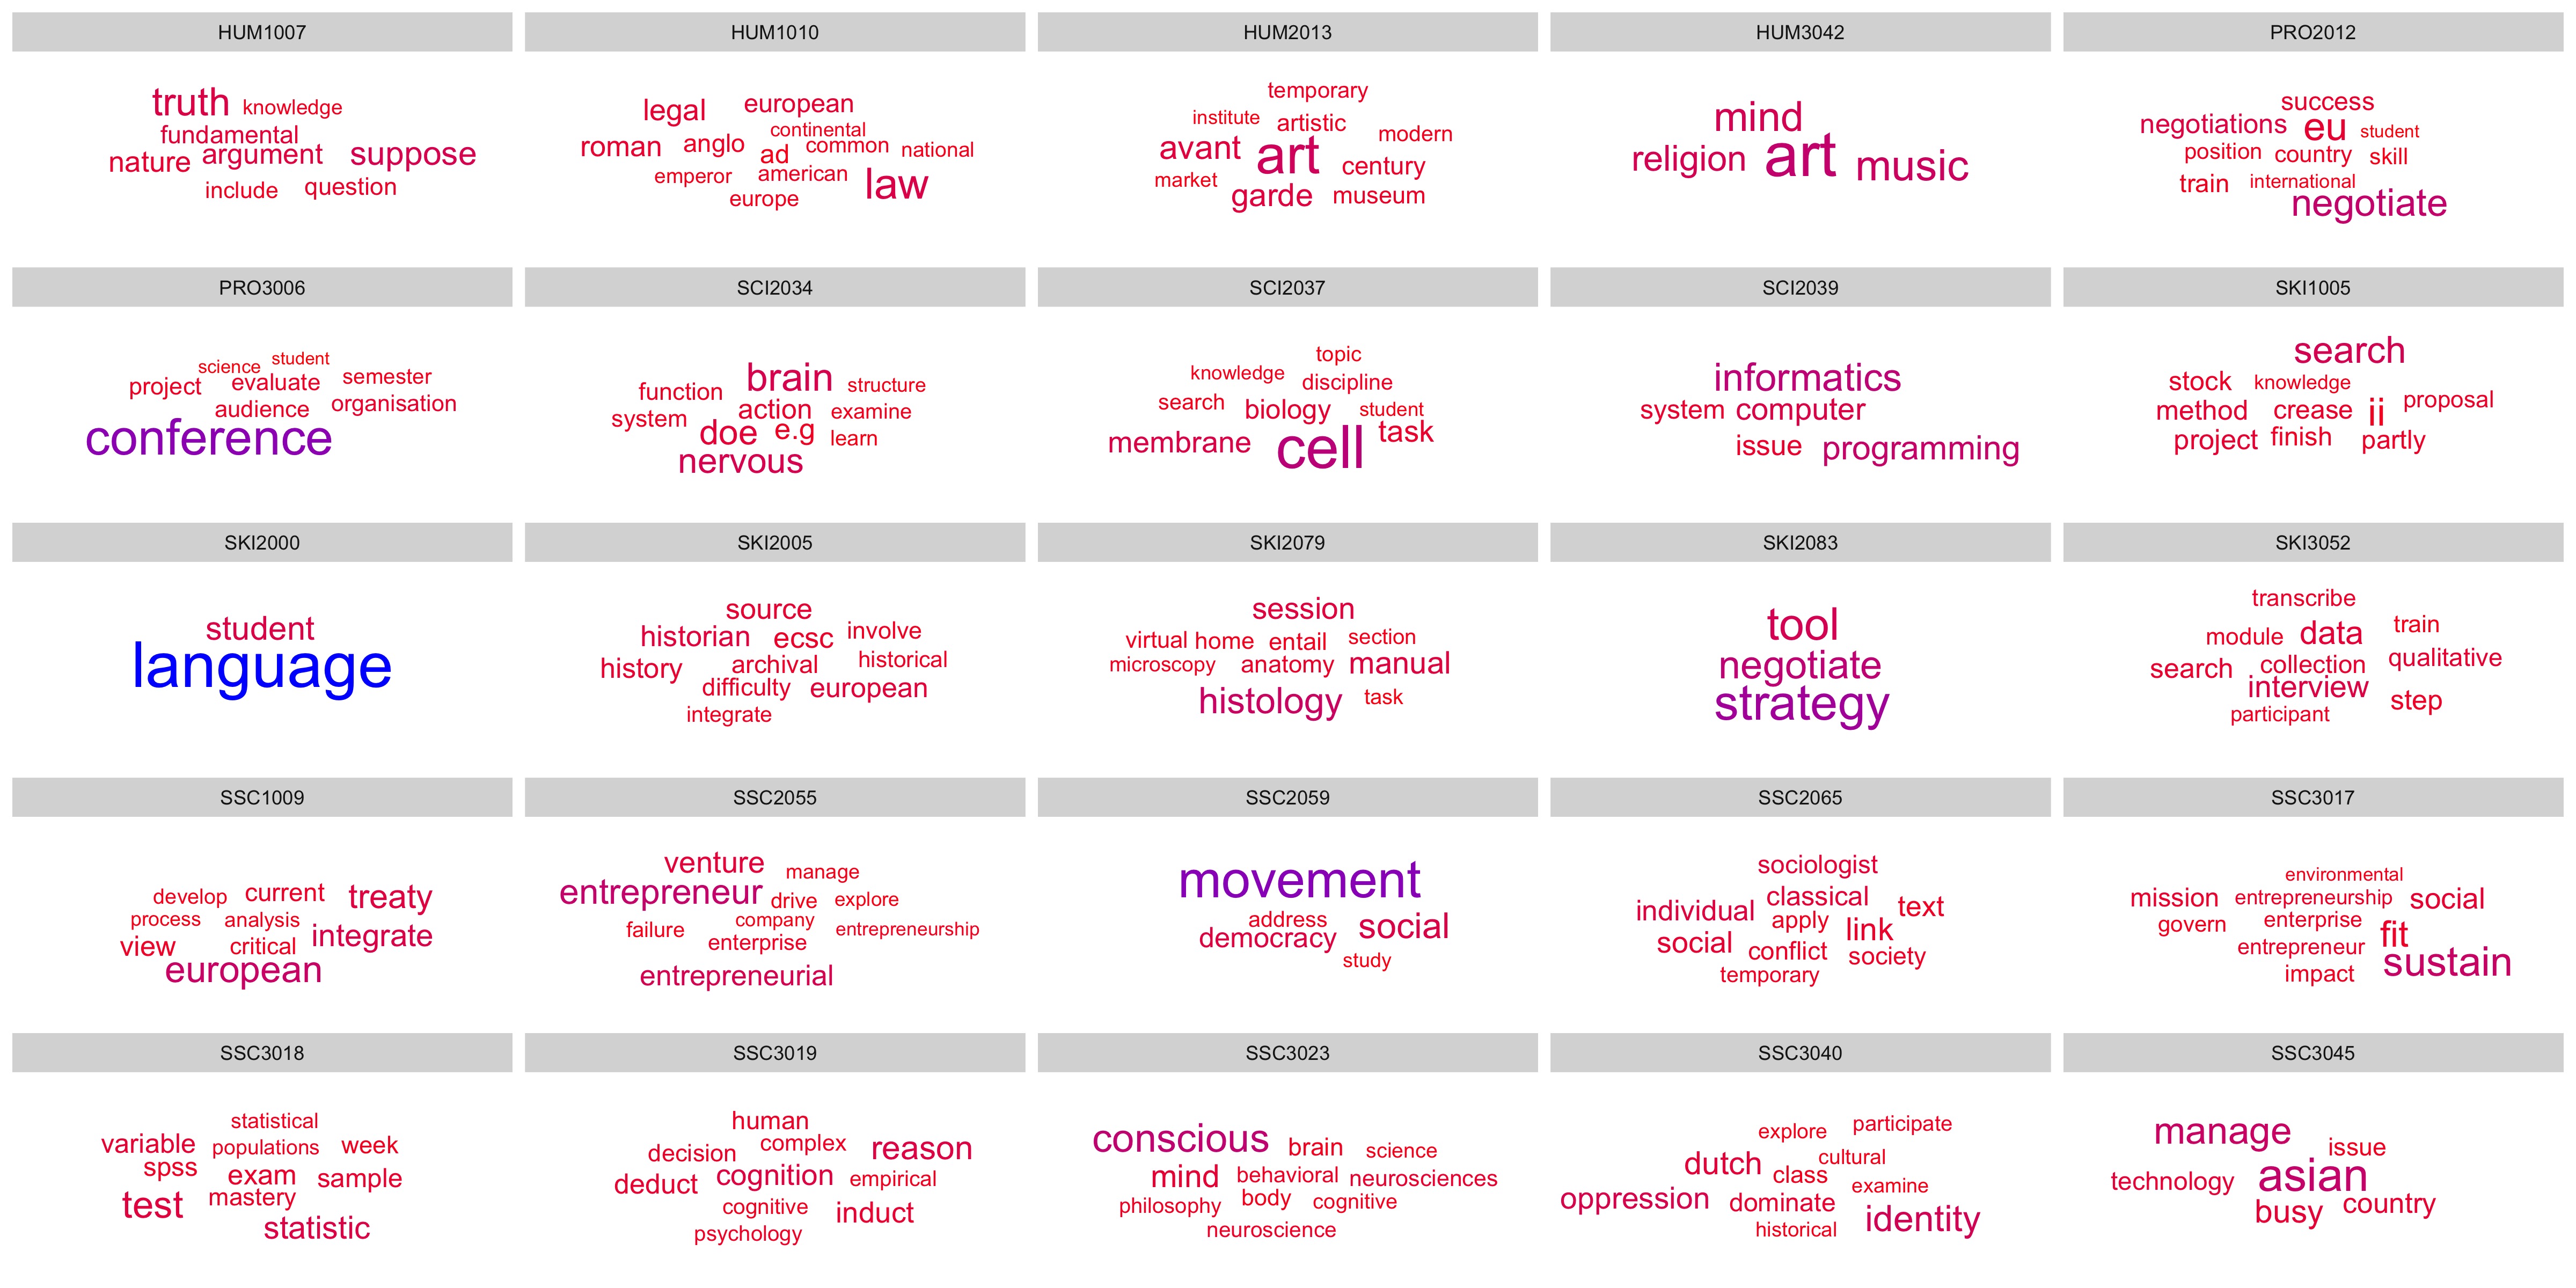 HUM1007
truth knowledge
fundamental
nature argument suppose
include question
HUM1010
legal european
continental
roman anglo ad common national
emperor american law
europe
HUM2013
temporary
institute artistic modern
avant art century
market garde museum
HUM3042
mind
religion art music
PRO2012
success
negotiations eu student
position country skill
train international
negotiate
PRO3006
science student
project evaluate semester
audience organisation
conference
SCI2034
brain
function structure
system action examine
doe e.g learn
nervous
SCI2037
topic
knowledge discipline
search biology student
membrane cell task
SCI2039
informatics
system computer
issue programming
SKI1005
search
stock knowledge
method crease ii proposal
project finish partly
SKI2000
student
language
SKI2005
source
historian ecsc involve
history archival historical
difficulty european
integrate
SKI2079
session
virtual home entail section
microscopy anatomy manual
histology task
SKI2083
tool
negotiate
strategy
SKI3052
transcribe
module data train
search collection qualitative
interview step
participant
SSC1009
develop current treaty
process analysis
view critical integrate
european
SSC2055
venture manage
entrepreneur drive explore
failure company entrepreneurship
enterprise
entrepreneurial
SSC2059
movement
address social
democracy
study
SSC2065
sociologist
classical
individual apply link text
social conflict society
temporary
SSC3017
environmental
mission entrepreneurship social
govern enterprise fit
entrepreneur
impact sustain
SSC3018
statistical
variable populations week
spss exam sample
test mastery
statistic
SSC3019
human
decision complex reason
deduct cognition empirical
cognitive induct
psychology
SSC3023
conscious brain science
mind behavioral neurosciences
philosophy body cognitive
neuroscience
SSC3040
explore participate
dutch cultural
class examine
oppression dominate
historical identity
SSC3045
manage issue
technology asian country
busy